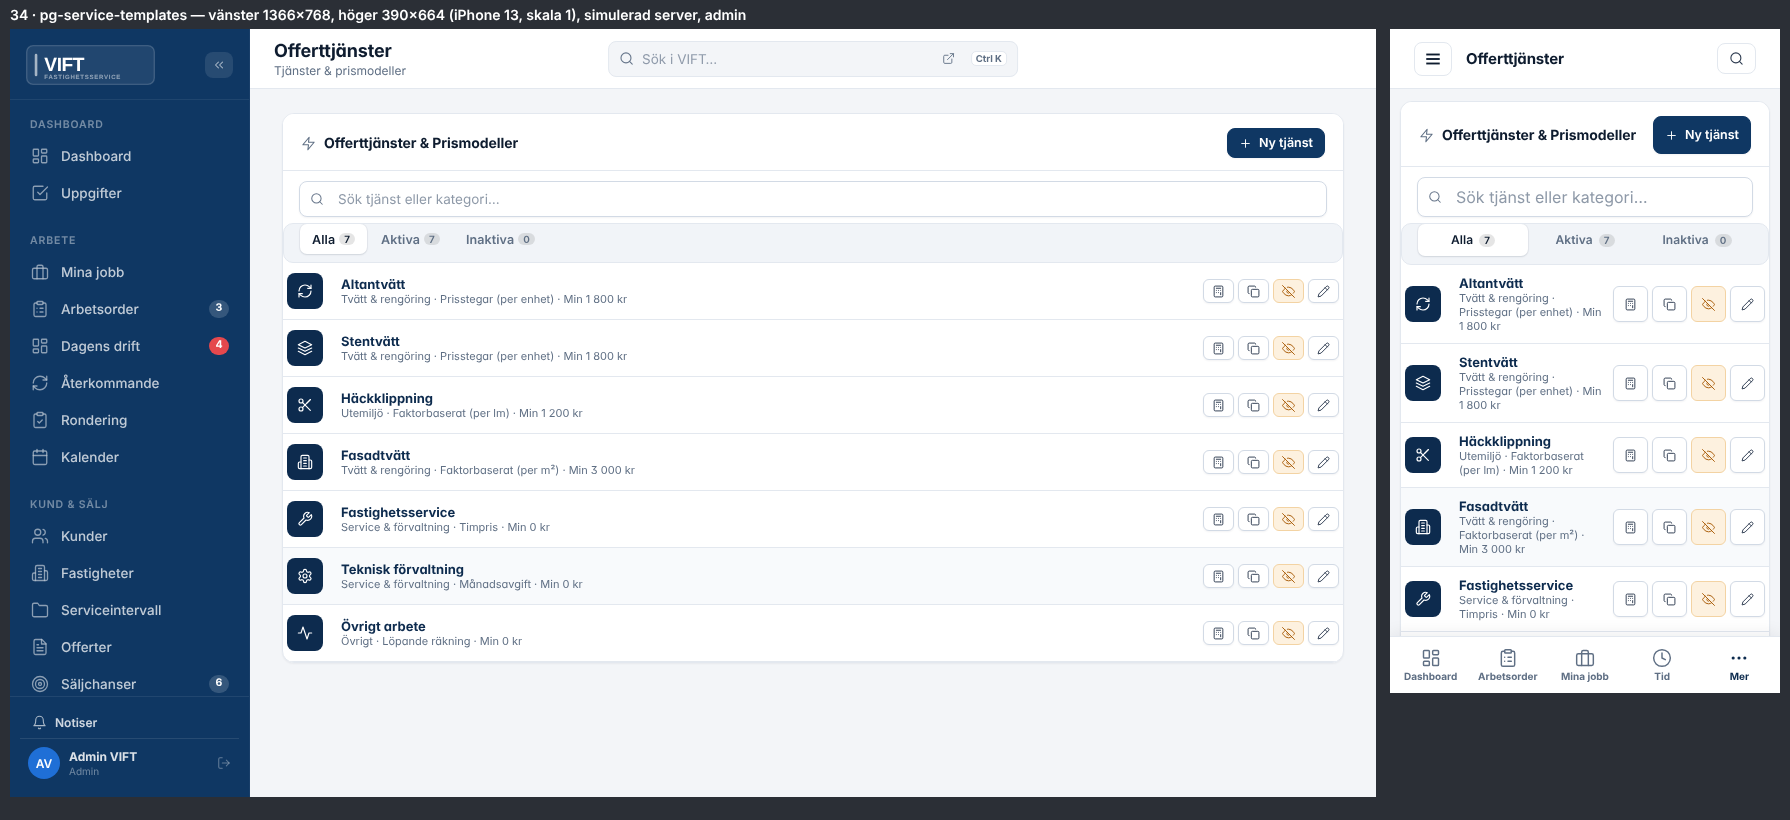 34 · pg-service-templates — vänster 1366×768, höger 390×664 (iPhone 13, skala 1), simulerad server, admin
VIFT
FASTIGHETSSERVICE
DASHBOARD
Dashboard
Uppgifter
ARBETE
Mina jobb
Arbetsorder 3
Dagens drift 4
Återkommande
Rondering
Kalender
KUND & SÄLJ
Kunder
Fastigheter
Serviceintervall
Offerter
Säljchanser 6
Notiser
AV Admin VIFT
Admin
Offerttjänster
Tjänster & prismodeller
Sök i VIFT... Ctrl K
Offerttjänster & Prismodeller
Ny tjänst
Sök tjänst eller kategori...
Alla 7 Aktiva 7 Inaktiva 0
Altantvätt
Tvätt & rengöring · Prisstegar (per enhet) · Min 1 800 kr
Stentvätt
Tvätt & rengöring · Prisstegar (per enhet) · Min 1 800 kr
Häckklippning
Utemiljö · Faktorbaserat (per lm) · Min 1 200 kr
Fasadtvätt
Tvätt & rengöring · Faktorbaserat (per m²) · Min 3 000 kr
Fastighetsservice
Service & förvaltning · Timpris · Min 0 kr
Teknisk förvaltning
Service & förvaltning · Månadsavgift · Min 0 kr
Övrigt arbete
Övrigt · Löpande räkning · Min 0 kr
Offerttjänster
Offerttjänster & Prismodeller
Ny tjänst
Sök tjänst eller kategori...
Alla 7 Aktiva 7 Inaktiva 0
Altantvätt
Tvätt & rengöring ·
Prisstegar (per enhet) · Min
1 800 kr
Stentvätt
Tvätt & rengöring ·
Prisstegar (per enhet) · Min
1 800 kr
Häckklippning
Utemiljö · Faktorbaserat
(per lm) · Min 1 200 kr
Fasadtvätt
Tvätt & rengöring ·
Faktorbaserat (per m²) ·
Min 3 000 kr
Fastighetsservice
Service & förvaltning ·
Timpris · Min 0 kr
Dashboard Arbetsorder Mina jobb Tid Mer